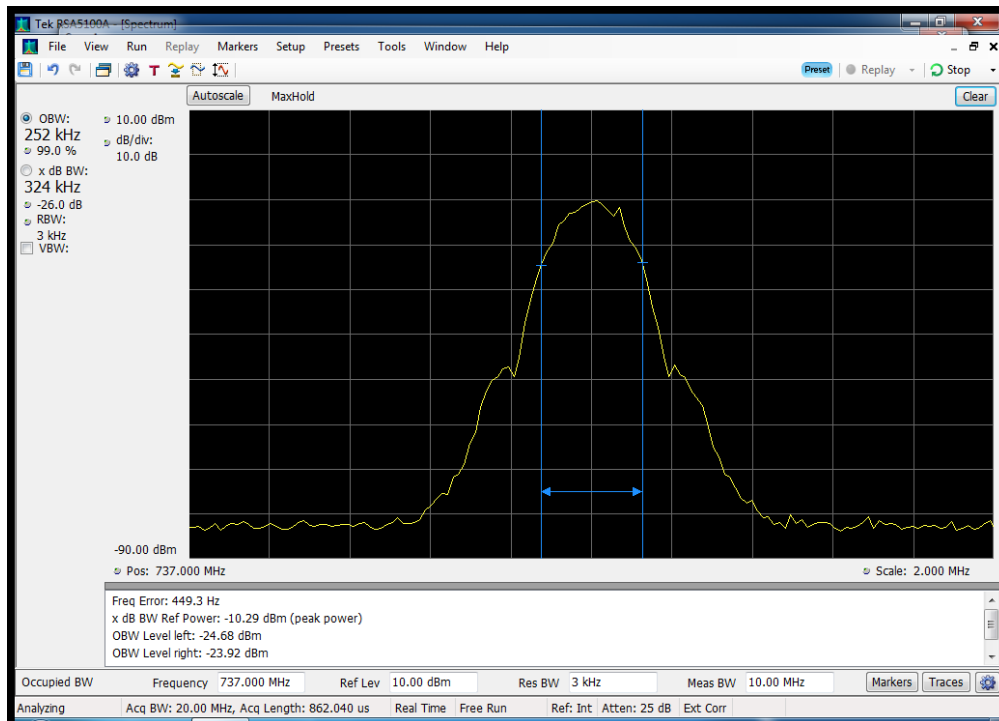 Tek RSA5100A - [Spectrum]
File View Run Replay Markers Setup Presets Tools Window Help
T Preset Replay Stop
Autoscale MaxHold Clear
OBW:
252 kHz
99.0 %
x dB BW:
324 kHz
-26.0 dB
RBW:
3 kHz
VBW:
10.00 dBm
dB/div:
10.0 dB
-90.00 dBm
Pos: 737.000 MHz Scale: 2.000 MHz
Freq Error: 449.3 Hz
x dB BW Ref Power: -10.29 dBm (peak power)
OBW Level left: -24.68 dBm
OBW Level right: -23.92 dBm
Occupied BW Frequency 737.000 MHz Ref Lev 10.00 dBm Res BW 3 kHz Meas BW 10.00 MHz Markers Traces
Analyzing Acq BW: 20.00 MHz, Acq Length: 862.040 us Real Time Free Run Ref: Int Atten: 25 dB Ext Corr